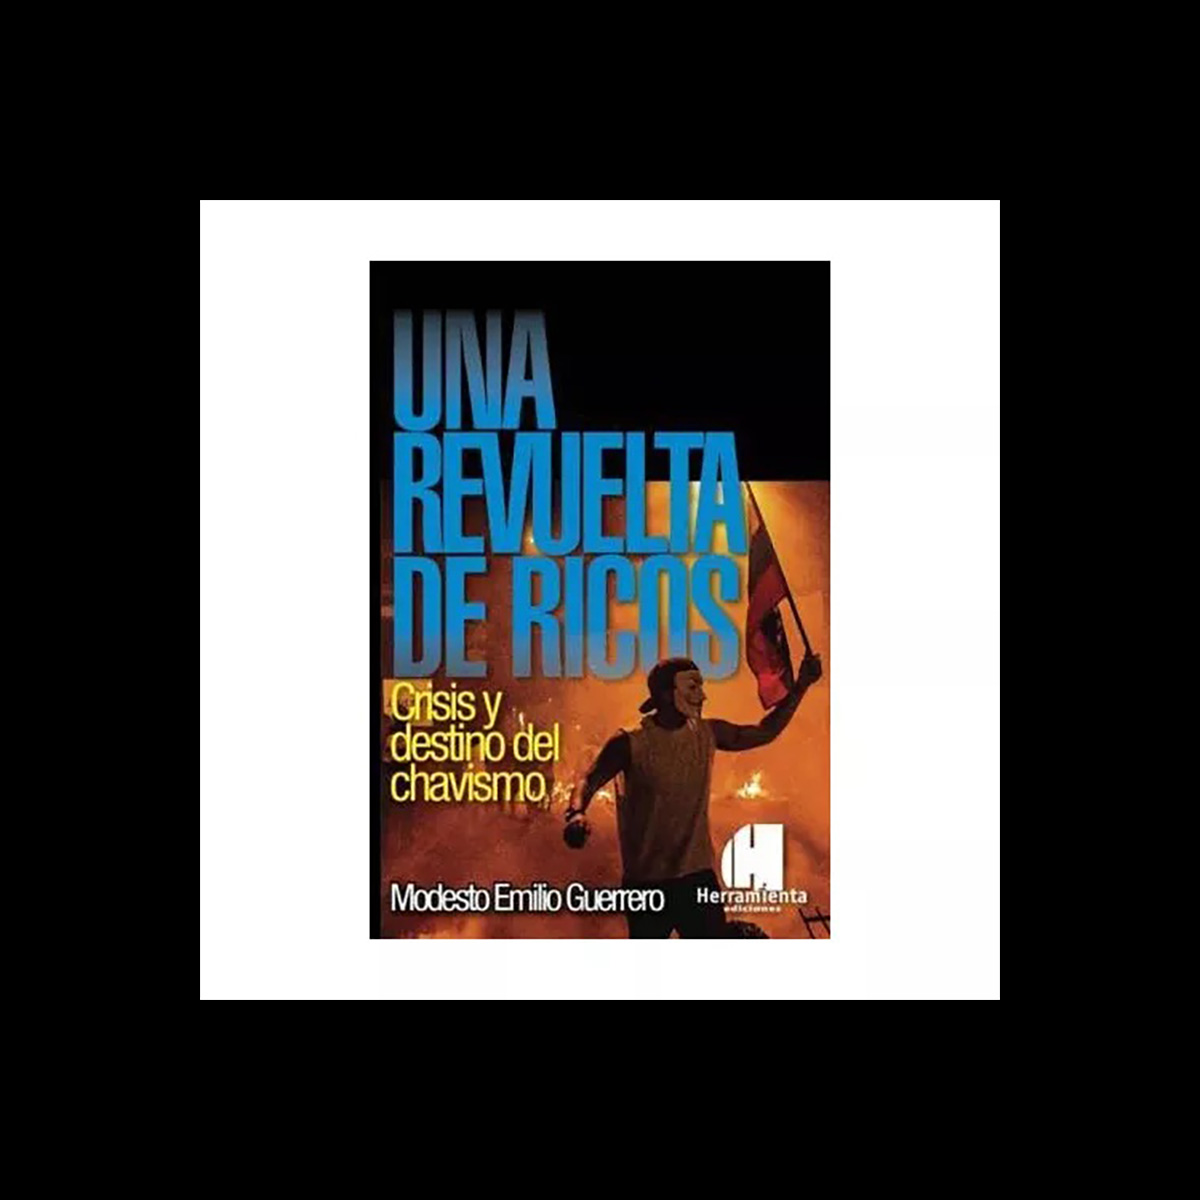 UNA
REVUELTA
DE RICOS
Crisis y
destino del
chavismo
Modesto Emilio Guerrero
Herramienta
ediciones